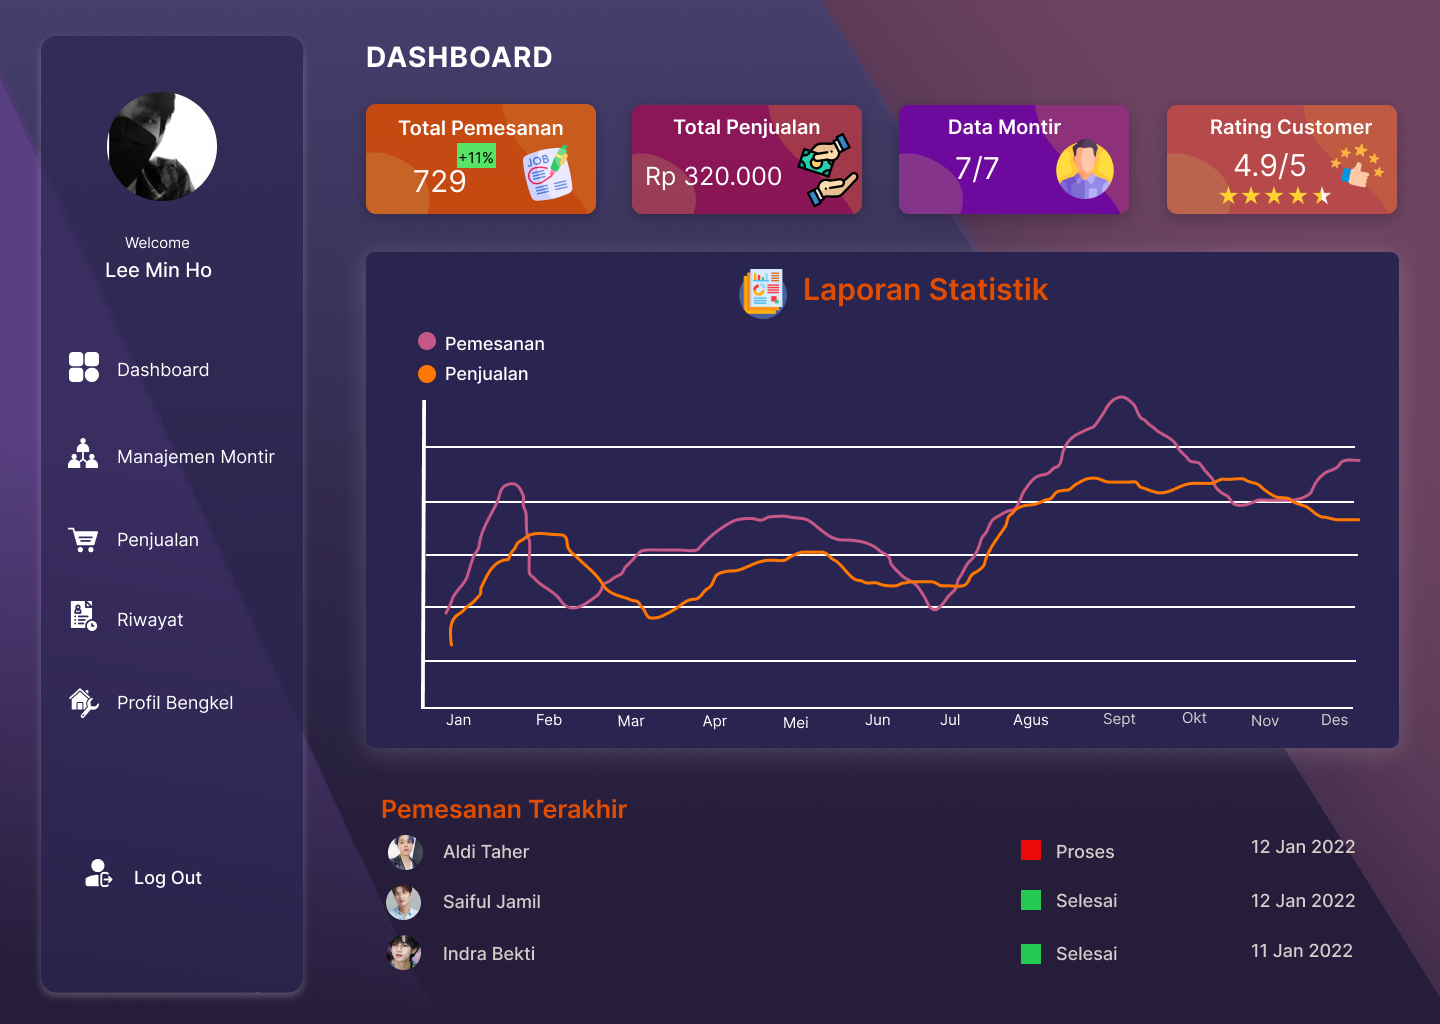 DASHBOARD
Welcome
Lee Min Ho
Dashboard
Manajemen Montir
Penjualan
Riwayat
Profil Bengkel
Log Out
Total Pemesanan
+11%
729
JOB
Total Penjualan
Rp 320.000
Data Montir
7/7
Rating Customer
4.9/5
Laporan Statistik
Pemesanan
Penjualan
Jan Feb Mar Apr Mei Jun Jul Agus Sept Okt Nov Des
Pemesanan Terakhir
Aldi Taher Proses 12 Jan 2022
Saiful Jamil Selesai 12 Jan 2022
Indra Bekti Selesai 11 Jan 2022